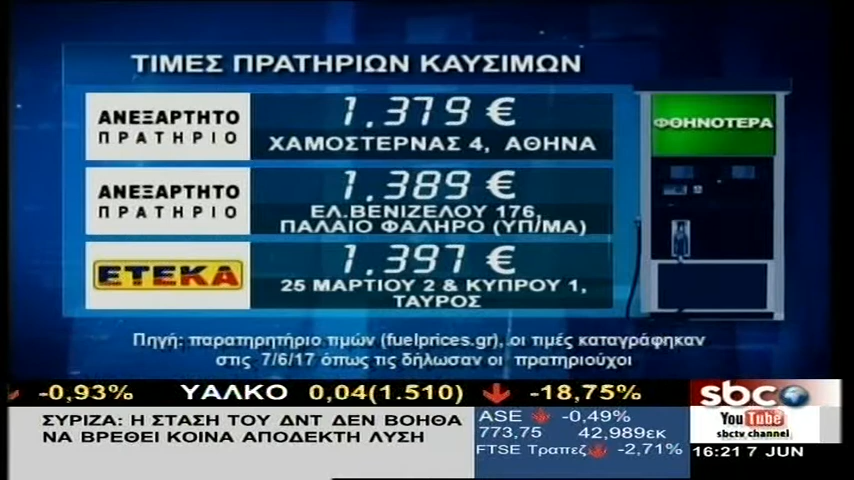 ΤΙΜΕΣ ΠΡΑΤΗΡΙΩΝ ΚΑΥΣΙΜΩΝ
ΑΝΕΞΑΡΤΗΤΟ
ΠΡΑΤΗΡΙΟ
1.379 €
ΧΑΜΟΣΤΕΡΝΑΣ 4, ΑΘΗΝΑ
ΦΘΗΝΟΤΕΡΑ
ΑΝΕΞΑΡΤΗΤΟ
ΠΡΑΤΗΡΙΟ
1.389 €
ΕΛ.ΒΕΝΙΖΕΛΟΥ 176,
ΠΑΛΑΙΟ ΦΑΛΗΡΟ (ΥΠ/ΜΑ)
ΕΤΕΚΑ
1.397 €
25 ΜΑΡΤΙΟΥ 2 & ΚΥΠΡΟΥ 1,
ΤΑΥΡΟΣ
Πηγή: παρατηρητήριο τιμών (fuelprices.gr), οι τιμές καταγράφηκαν
στις 7/6/17 όπως τις δήλωσαν οι πρατηριούχοι
-0,93% ΥΑΛΚΟ 0,04(1.510) -18,75%
sbc
ΣΥΡΙΖΑ: Η ΣΤΑΣΗ ΤΟΥ ΔΝΤ ΔΕΝ ΒΟΗΘΑ
ΝΑ ΒΡΕΘΕΙ ΚΟΙΝΑ ΑΠΟΔΕΚΤΗ ΛΥΣΗ
ASE -0,49%
773,75 42,989εκ
FTSE Τραπεζ -2,71%
YouTube
sbctv channel
16:21 7 JUN